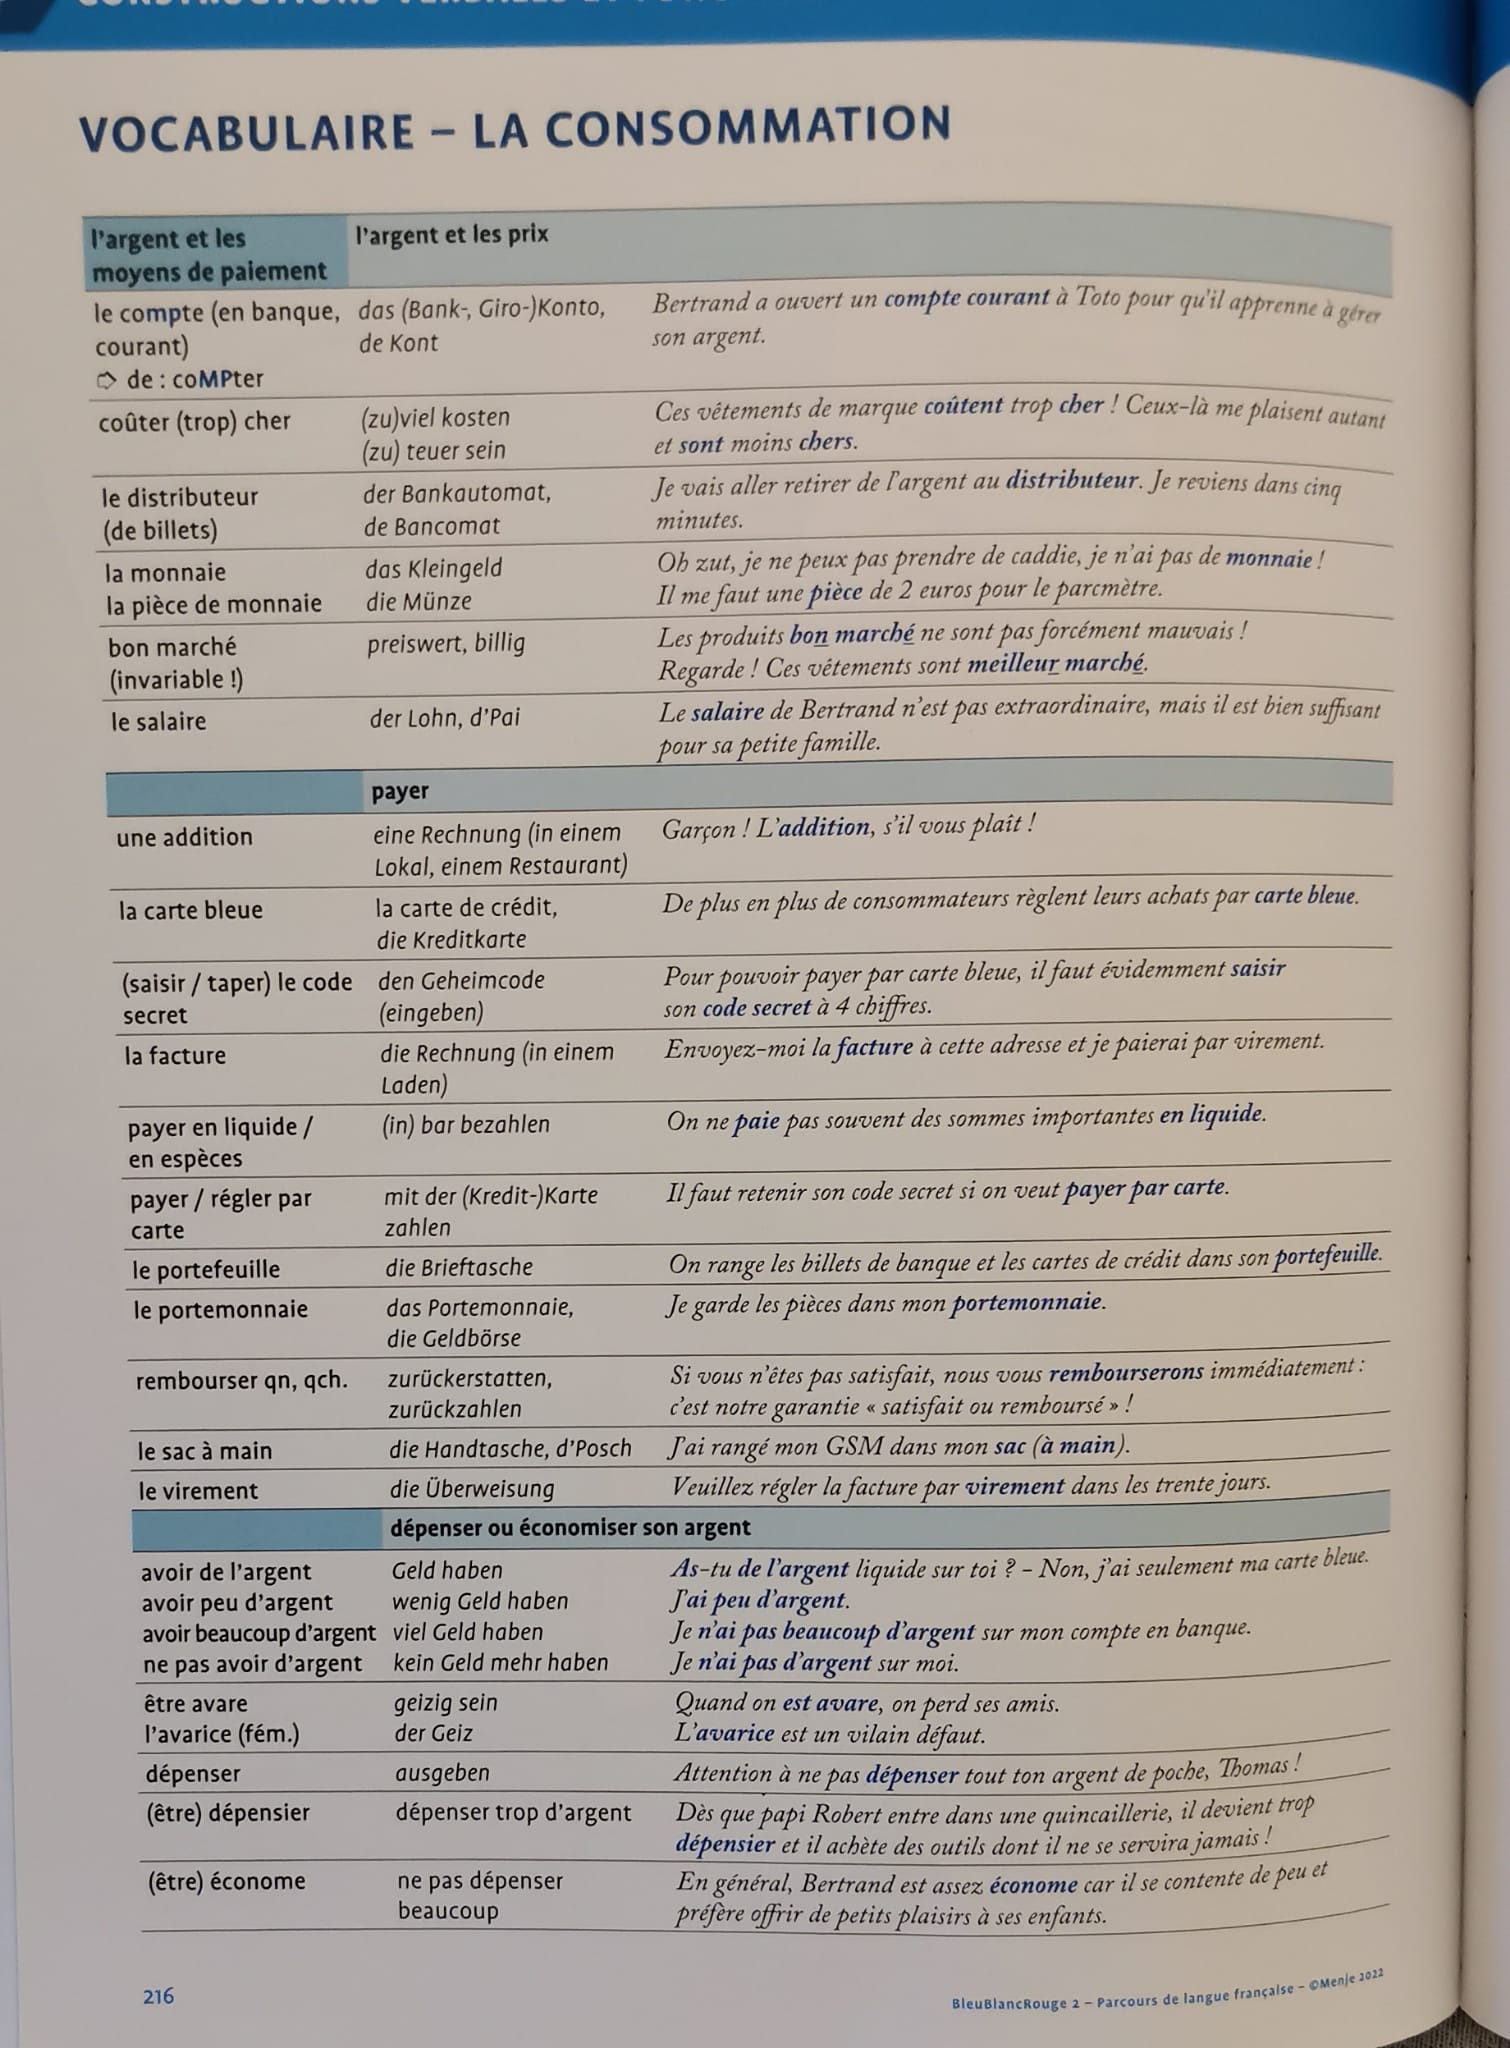 VOCABULAIRE – LA CONSOMMATION
l'argent et les
moyens de paiement
l'argent et les prix
le compte (en banque,
courant)
⇨ de : coMPter
das (Bank-, Giro-)Konto,
de Kont
Bertrand a ouvert un compte courant à Toto pour qu'il apprenne à gérer
son argent.
coûter (trop) cher
(zu)viel kosten
(zu) teuer sein
Ces vêtements de marque coûtent trop cher ! Ceux-là me plaisent autant
et sont moins chers.
le distributeur
(de billets)
der Bankautomat,
de Bancomat
Je vais aller retirer de l'argent au distributeur. Je reviens dans cinq
minutes.
la monnaie
la pièce de monnaie
das Kleingeld
die Münze
Oh zut, je ne peux pas prendre de caddie, je n'ai pas de monnaie !
Il me faut une pièce de 2 euros pour le parcmètre.
bon marché
(invariable !)
preiswert, billig
Les produits bon marché ne sont pas forcément mauvais !
Regarde ! Ces vêtements sont meilleur marché.
le salaire
der Lohn, d'Pai
Le salaire de Bertrand n'est pas extraordinaire, mais il est bien suffisant
pour sa petite famille.
payer
une addition
eine Rechnung (in einem
Lokal, einem Restaurant)
Garçon ! L'addition, s'il vous plaît !
la carte bleue
la carte de crédit,
die Kreditkarte
De plus en plus de consommateurs règlent leurs achats par carte bleue.
(saisir / taper) le code
secret
den Geheimcode
(eingeben)
Pour pouvoir payer par carte bleue, il faut évidemment saisir
son code secret à 4 chiffres.
la facture
die Rechnung (in einem
Laden)
Envoyez-moi la facture à cette adresse et je paierai par virement.
payer en liquide /
en espèces
(in) bar bezahlen
On ne paie pas souvent des sommes importantes en liquide.
payer / régler par
carte
mit der (Kredit-)Karte
zahlen
Il faut retenir son code secret si on veut payer par carte.
le portefeuille
die Brieftasche
On range les billets de banque et les cartes de crédit dans son portefeuille.
le portemonnaie
das Portemonnaie,
die Geldbörse
Je garde les pièces dans mon portemonnaie.
rembourser qn, qch.
zurückerstatten,
zurückzahlen
Si vous n'êtes pas satisfait, nous vous rembourserons immédiatement :
c'est notre garantie « satisfait ou remboursé » !
le sac à main
die Handtasche, d'Posch
J'ai rangé mon GSM dans mon sac (à main).
le virement
die Überweisung
Veuillez régler la facture par virement dans les trente jours.
dépenser ou économiser son argent
avoir de l'argent
Geld haben
As-tu de l'argent liquide sur toi ? – Non, j'ai seulement ma carte bleue.
avoir peu d'argent
wenig Geld haben
J'ai peu d'argent.
avoir beaucoup d'argent
viel Geld haben
Je n'ai pas beaucoup d'argent sur mon compte en banque.
ne pas avoir d'argent
kein Geld mehr haben
Je n'ai pas d'argent sur moi.
être avare
geizig sein
Quand on est avare, on perd ses amis.
l'avarice (fém.)
der Geiz
L'avarice est un vilain défaut.
dépenser
ausgeben
Attention à ne pas dépenser tout ton argent de poche, Thomas !
(être) dépensier
dépenser trop d'argent
Dès que papi Robert entre dans une quincaillerie, il devient trop
dépensier et il achète des outils dont il ne se servira jamais !
(être) économe
ne pas dépenser
beaucoup
En général, Bertrand est assez économe car il se contente de peu et
préfère offrir de petits plaisirs à ses enfants.
216
BleuBlancRouge 2 – Parcours de langue française – ©Menje 2022